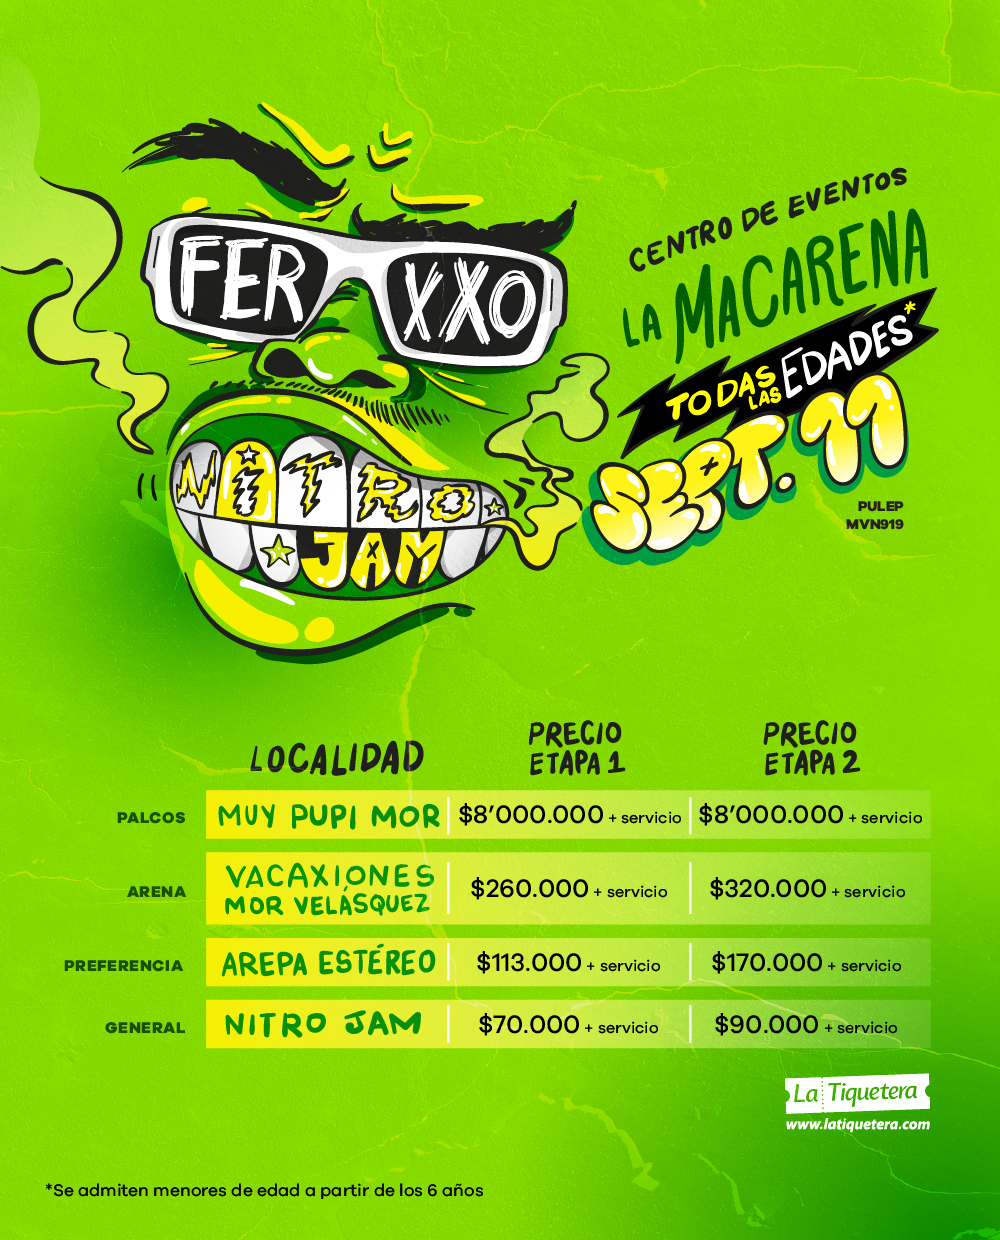 FERXXO
NiTRO
JAM
CENTRO DE EVENTOS
LA MACARENA
TODAS LAS EDADES*
SEPT. 11
PULEP
MVN919
LOCALIDAD
PRECIO
ETAPA 1
PRECIO
ETAPA 2
PALCOS MUY PUPI MOR $8’000.000 + servicio $8’000.000 + servicio
ARENA VACAXIONES
MOR VELÁSQUEZ $260.000 + servicio $320.000 + servicio
PREFERENCIA AREPA ESTÉREO $113.000 + servicio $170.000 + servicio
GENERAL NITRO JAM $70.000 + servicio $90.000 + servicio
La Tiquetera
www.latiquetera.com
*Se admiten menores de edad a partir de los 6 años